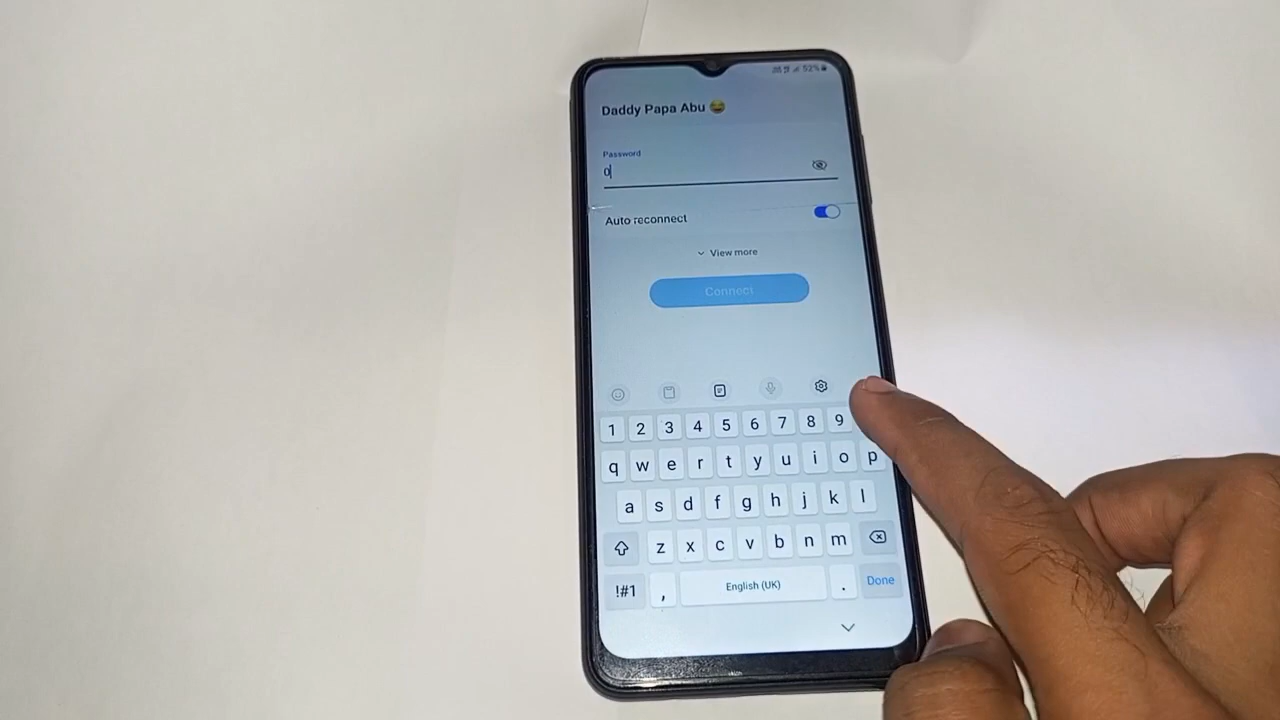 52%
Daddy Papa Abu 😂
Password
0
Auto reconnect
View more
Connect
1 2 3 4 5 6 7 8 9
q w e r t y u i o p
a s d f g h j k l
z x c v b n m
!#1 , English (UK) . Done